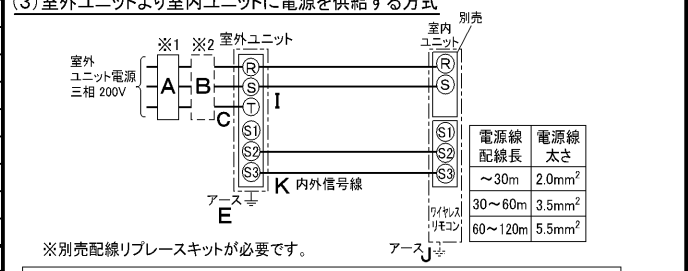 (3)室外ユニットより室内ユニットに電源を供給する方式
※1 ※2 室外ユニット
室内
ユニット
別売
室外
ユニット電源
三相 200V
A
B
C
R
S
T
S1
S2
S3
I
R
S
S1
S2
S3
K 内外信号線
アース
E
ワイヤレス
リモコン
アース J
電源線配線長 電源線太さ
～30m 2.0mm²
30～60m 3.5mm²
60～120m 5.5mm²
※別売配線リプレースキットが必要です。